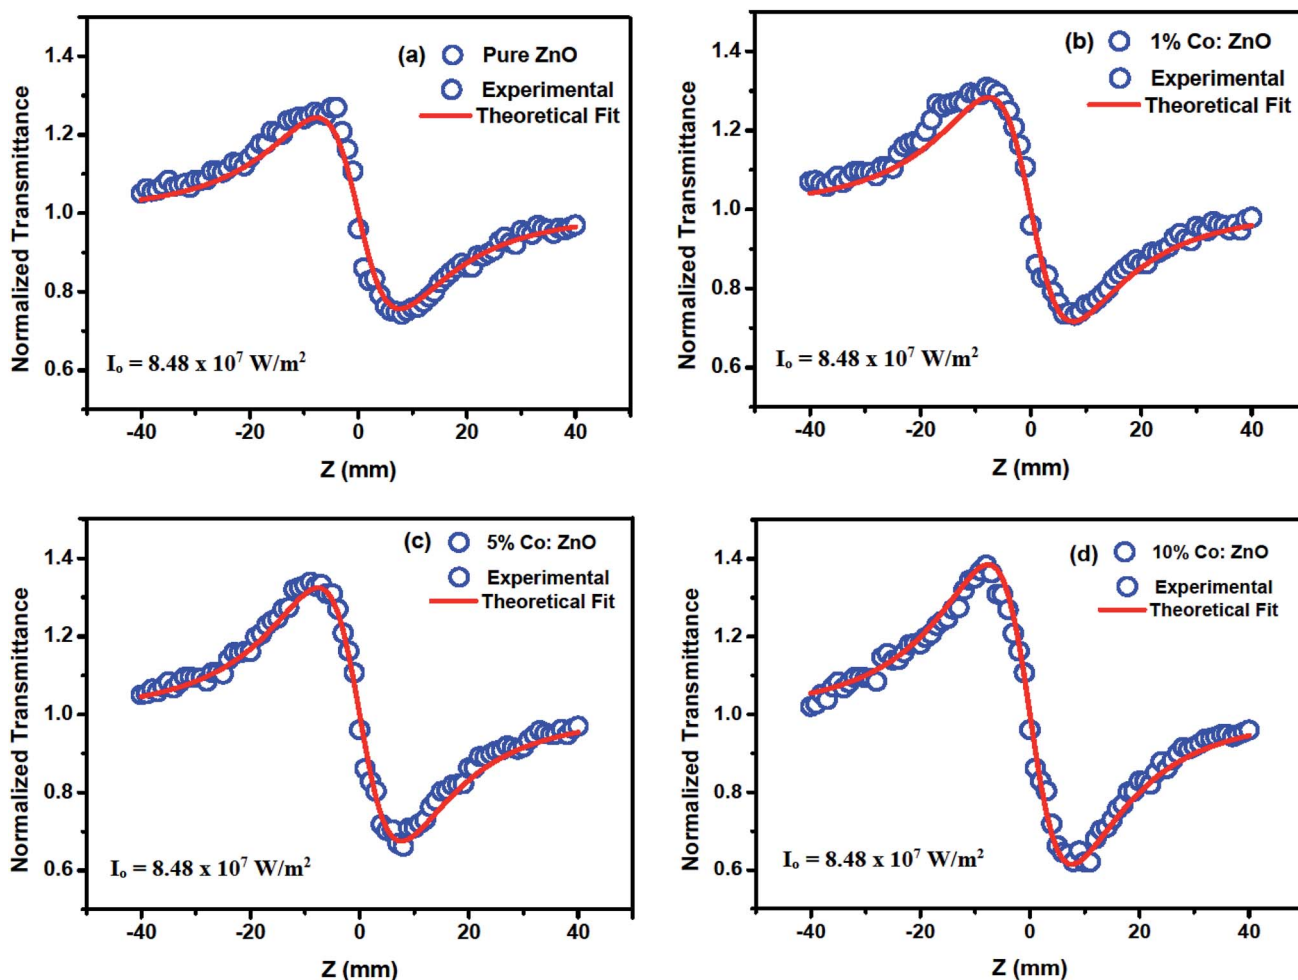 (a) Pure ZnO
Experimental
Theoretical Fit
Normalized Transmittance
1.4
1.2
1.0
0.8
0.6
I₀ = 8.48 x 10⁷ W/m²
-40 -20 0 20 40
Z (mm)
(b) 1% Co: ZnO
Experimental
Theoretical Fit
Normalized Transmittance
1.4
1.2
1.0
0.8
0.6
I₀ = 8.48 x 10⁷ W/m²
-40 -20 0 20 40
Z (mm)
(c) 5% Co: ZnO
Experimental
Theoretical Fit
Normalized Transmittance
1.4
1.2
1.0
0.8
0.6
I₀ = 8.48 x 10⁷ W/m²
-40 -20 0 20 40
Z (mm)
(d) 10% Co: ZnO
Experimental
Theoretical Fit
Normalized Transmittance
1.4
1.2
1.0
0.8
0.6
I₀ = 8.48 x 10⁷ W/m²
-40 -20 0 20 40
Z (mm)